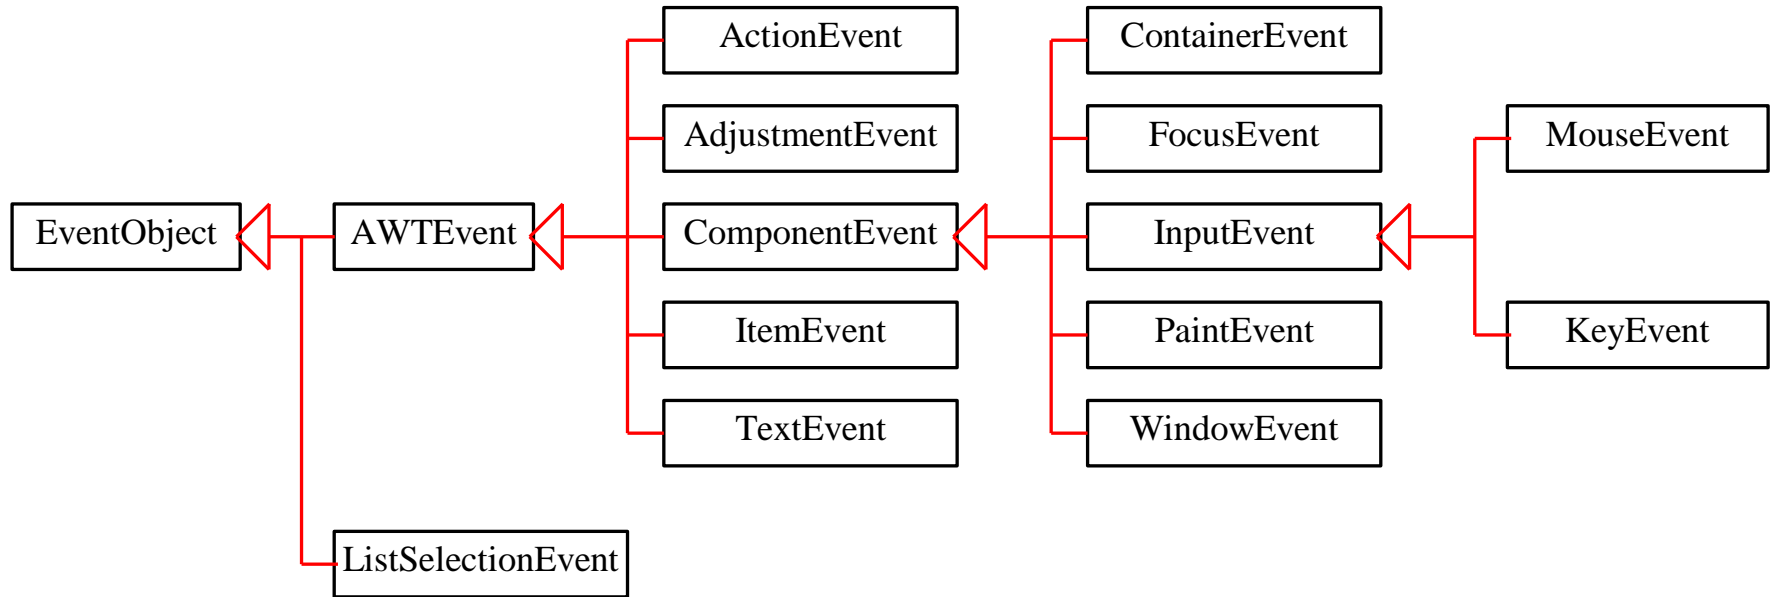 ActionEvent
ContainerEvent
AdjustmentEvent
FocusEvent
MouseEvent
EventObject
AWTEvent
ComponentEvent
InputEvent
ItemEvent
PaintEvent
KeyEvent
TextEvent
WindowEvent
ListSelectionEvent